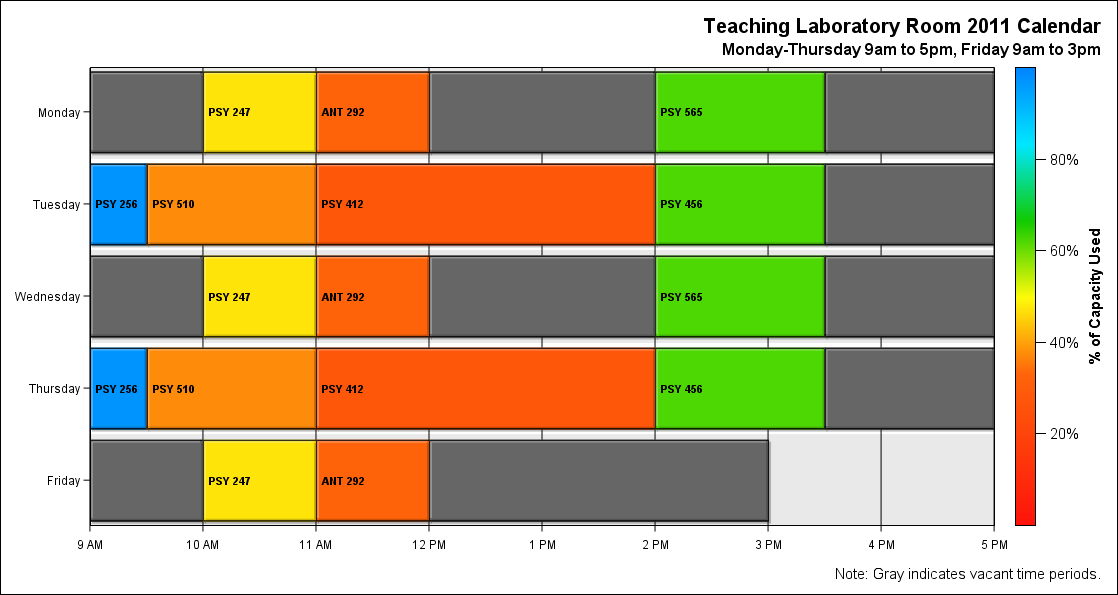 Teaching Laboratory Room 2011 Calendar
Monday-Thursday 9am to 5pm, Friday 9am to 3pm
Monday
PSY 247
ANT 292
PSY 565
Tuesday
PSY 256
PSY 510
PSY 412
PSY 456
Wednesday
PSY 247
ANT 292
PSY 565
Thursday
PSY 256
PSY 510
PSY 412
PSY 456
Friday
PSY 247
ANT 292
9 AM
10 AM
11 AM
12 PM
1 PM
2 PM
3 PM
4 PM
5 PM
80%
60%
40%
20%
% of Capacity Used
Note: Gray indicates vacant time periods.